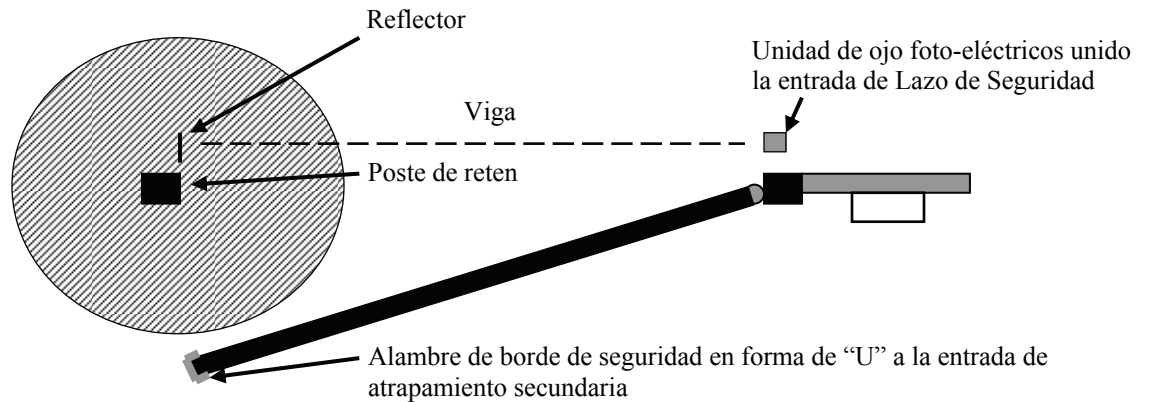 Reflector
Unidad de ojo foto-eléctricos unido
la entrada de Lazo de Seguridad
Viga
Poste de reten
Alambre de borde de seguridad en forma de “U” a la entrada de
atrapamiento secundaria